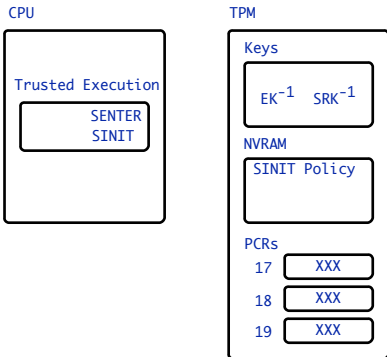 CPU
Trusted Execution
SENTER
SINIT
TPM
Keys
EK-1 SRK-1
NVRAM
SINIT Policy
PCRs
17 XXX
18 XXX
19 XXX